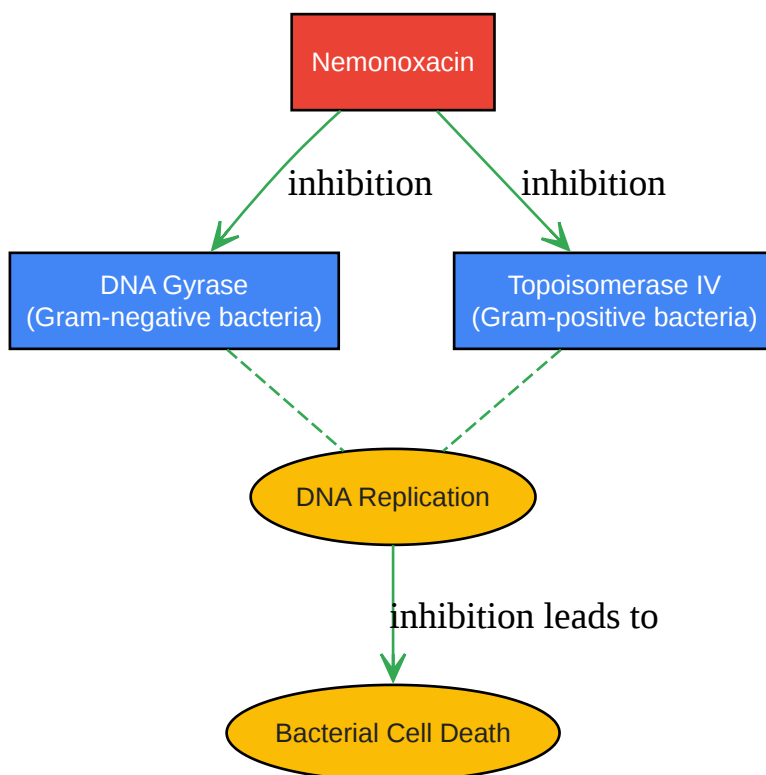 Nemonoxacin
inhibition
inhibition
DNA Gyrase
(Gram-negative bacteria)
Topoisomerase IV
(Gram-positive bacteria)
DNA Replication
inhibition leads to
Bacterial Cell Death